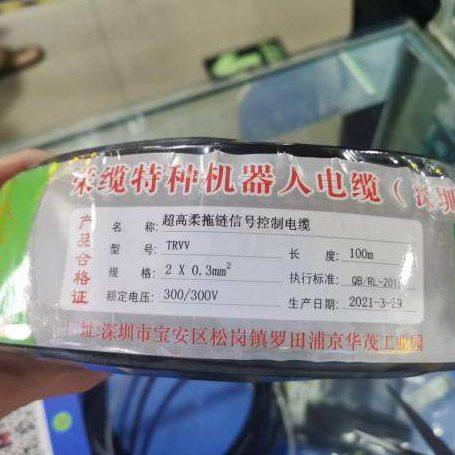 缆特种机器人电缆（深圳
产品合格证
名 称: 超高柔拖链信号控制电缆
型 号: TRVV 长 度: 100m
规 格: 2 X 0.3mm² 执行标准: QB/RL-201
额定电压: 300/300V 生产日期: 2021-3-29
址:深圳市宝安区松岗镇罗田浦京华茂工业园